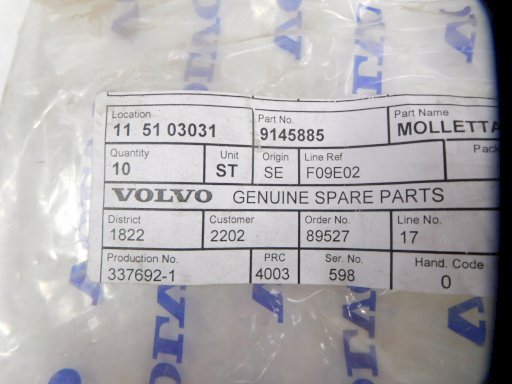 Location Part No. Part Name
11 51 03031 9145885 MOLLETTA
Quantity Unit Origin Line Ref Pack
10 ST SE F09E02
VOLVO GENUINE SPARE PARTS
District Customer Order No. Line No.
1822 2202 89527 17
Production No. PRC Ser. No. Hand. Code
337692-1 4003 598 0
VOLVO